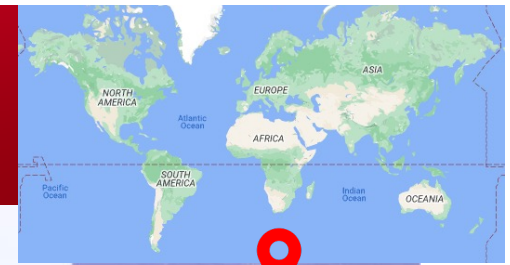 ASIA
EUROPE
NORTH
AMERICA
Atlantic
Ocean
AFRICA
SOUTH
AMERICA
Pacific
Ocean
Indian
Ocean
OCEANIA